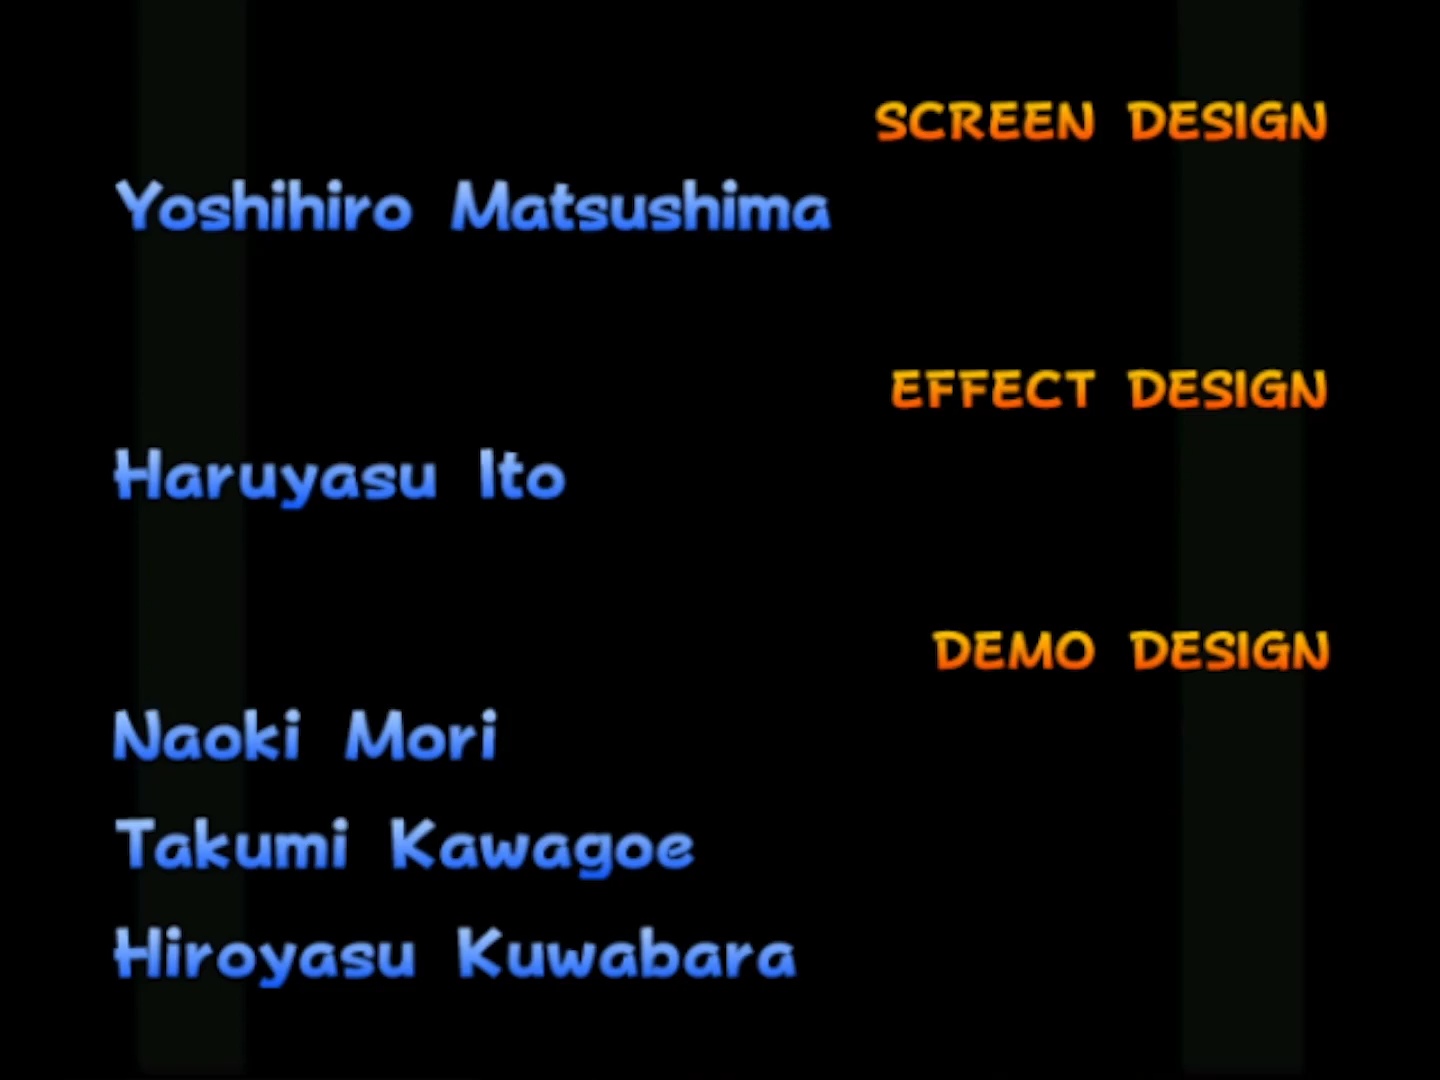 SCREEN DESIGN
Yoshihiro Matsushima
EFFECT DESIGN
Haruyasu Ito
DEMO DESIGN
Naoki Mori
Takumi Kawagoe
Hiroyasu Kuwabara